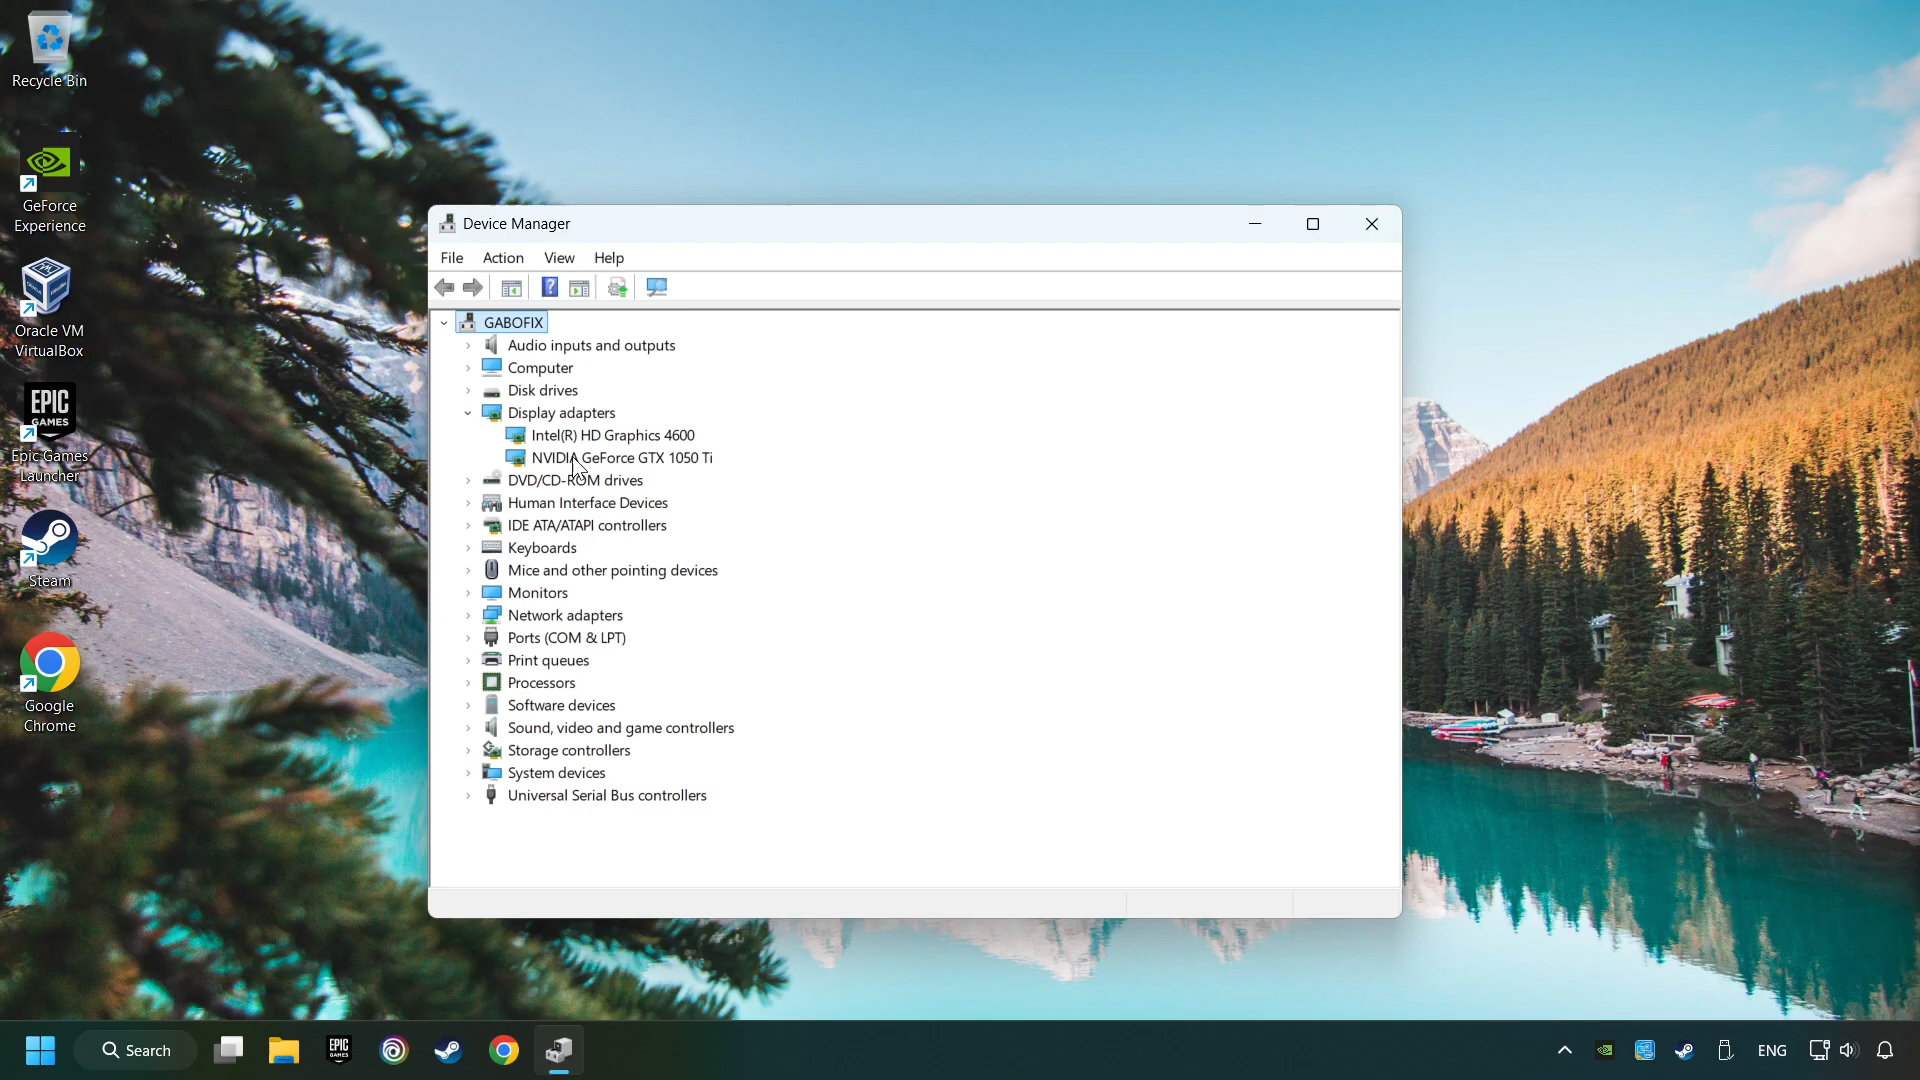 Recycle Bin
GeForce
Experience
Oracle VM
VirtualBox
EPIC
GAMES
Epic Games
Launcher
Steam
Google
Chrome
Device Manager
File Action View Help
GABOFIX
Audio inputs and outputs
Computer
Disk drives
Display adapters
Intel(R) HD Graphics 4600
NVIDIA GeForce GTX 1050 Ti
DVD/CD-ROM drives
Human Interface Devices
IDE ATA/ATAPI controllers
Keyboards
Mice and other pointing devices
Monitors
Network adapters
Ports (COM & LPT)
Print queues
Processors
Software devices
Sound, video and game controllers
Storage controllers
System devices
Universal Serial Bus controllers
Search
EPIC
GAMES
ENG